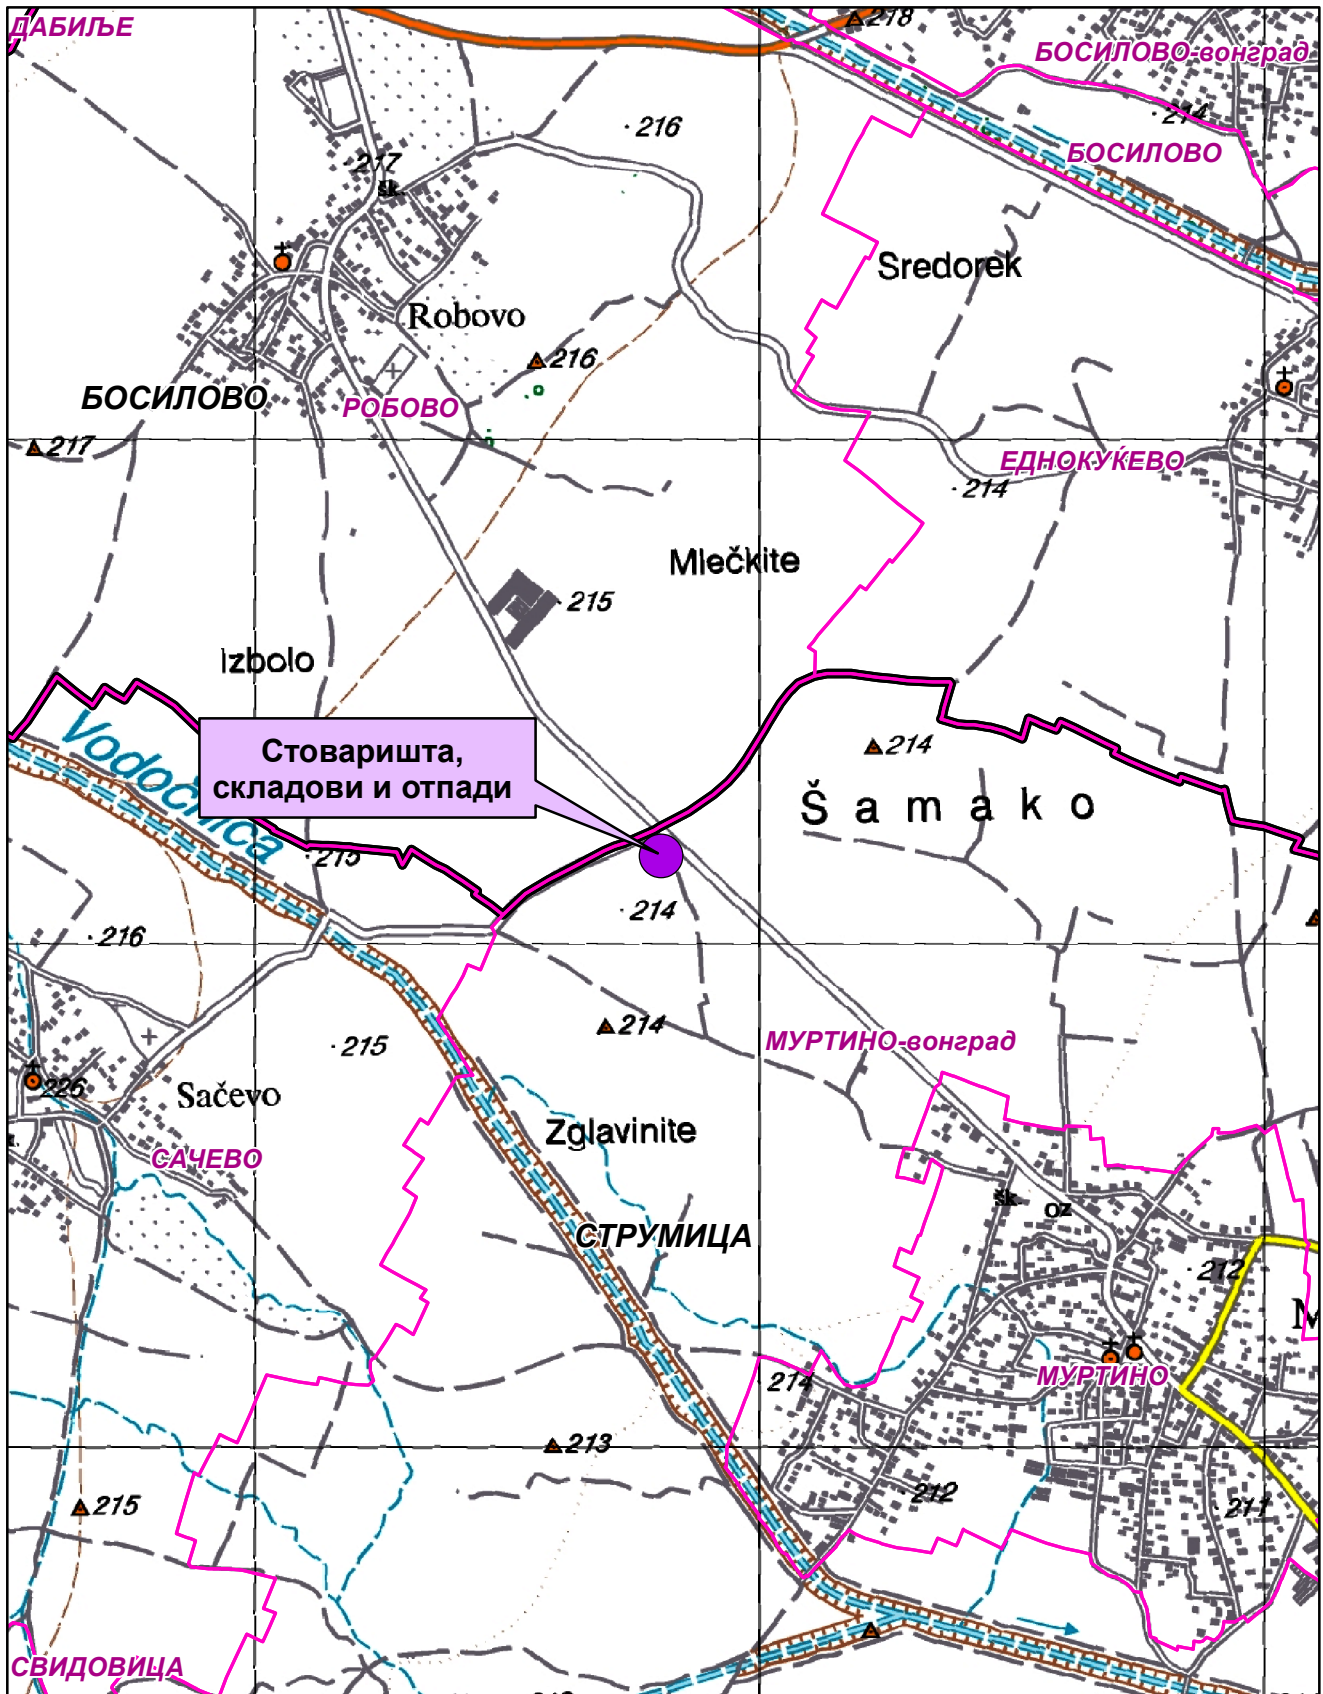 ДАБИЉЕ
218
БОСИЛОВО-вонград
216
214
217
БОСИЛОВО
šk.
Sredorek
Robovo
216
БОСИЛОВО
РОБОВО
217
ЕДНОКУЌЕВО
214
Mlečkite
215
Izbolo
Vodočnica
Стоваришта,
складови и отпади
214
Šamako
215
214
216
214
МУРТИНО-вонград
215
226
Sačevo
Zglavinite
САЧЕВО
šk.
OZ
СТРУМИЦА
212
M
МУРТИНО
214
213
212
215
211
СВИДОВИЦА